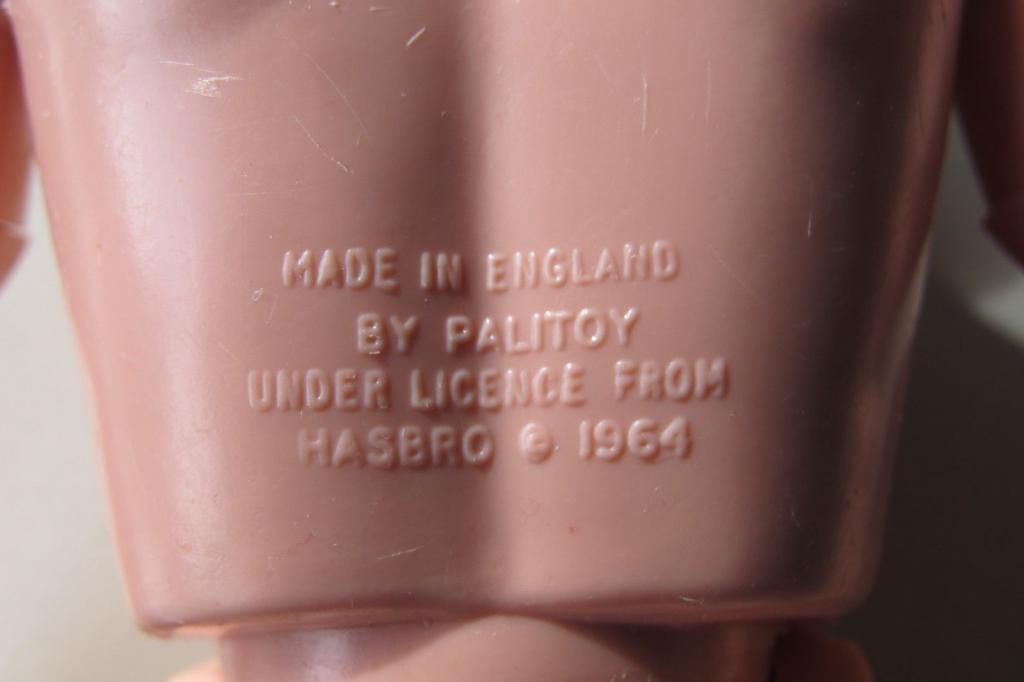 MADE IN ENGLAND
BY PALITOY
UNDER LICENCE FROM
HASBRO © 1964